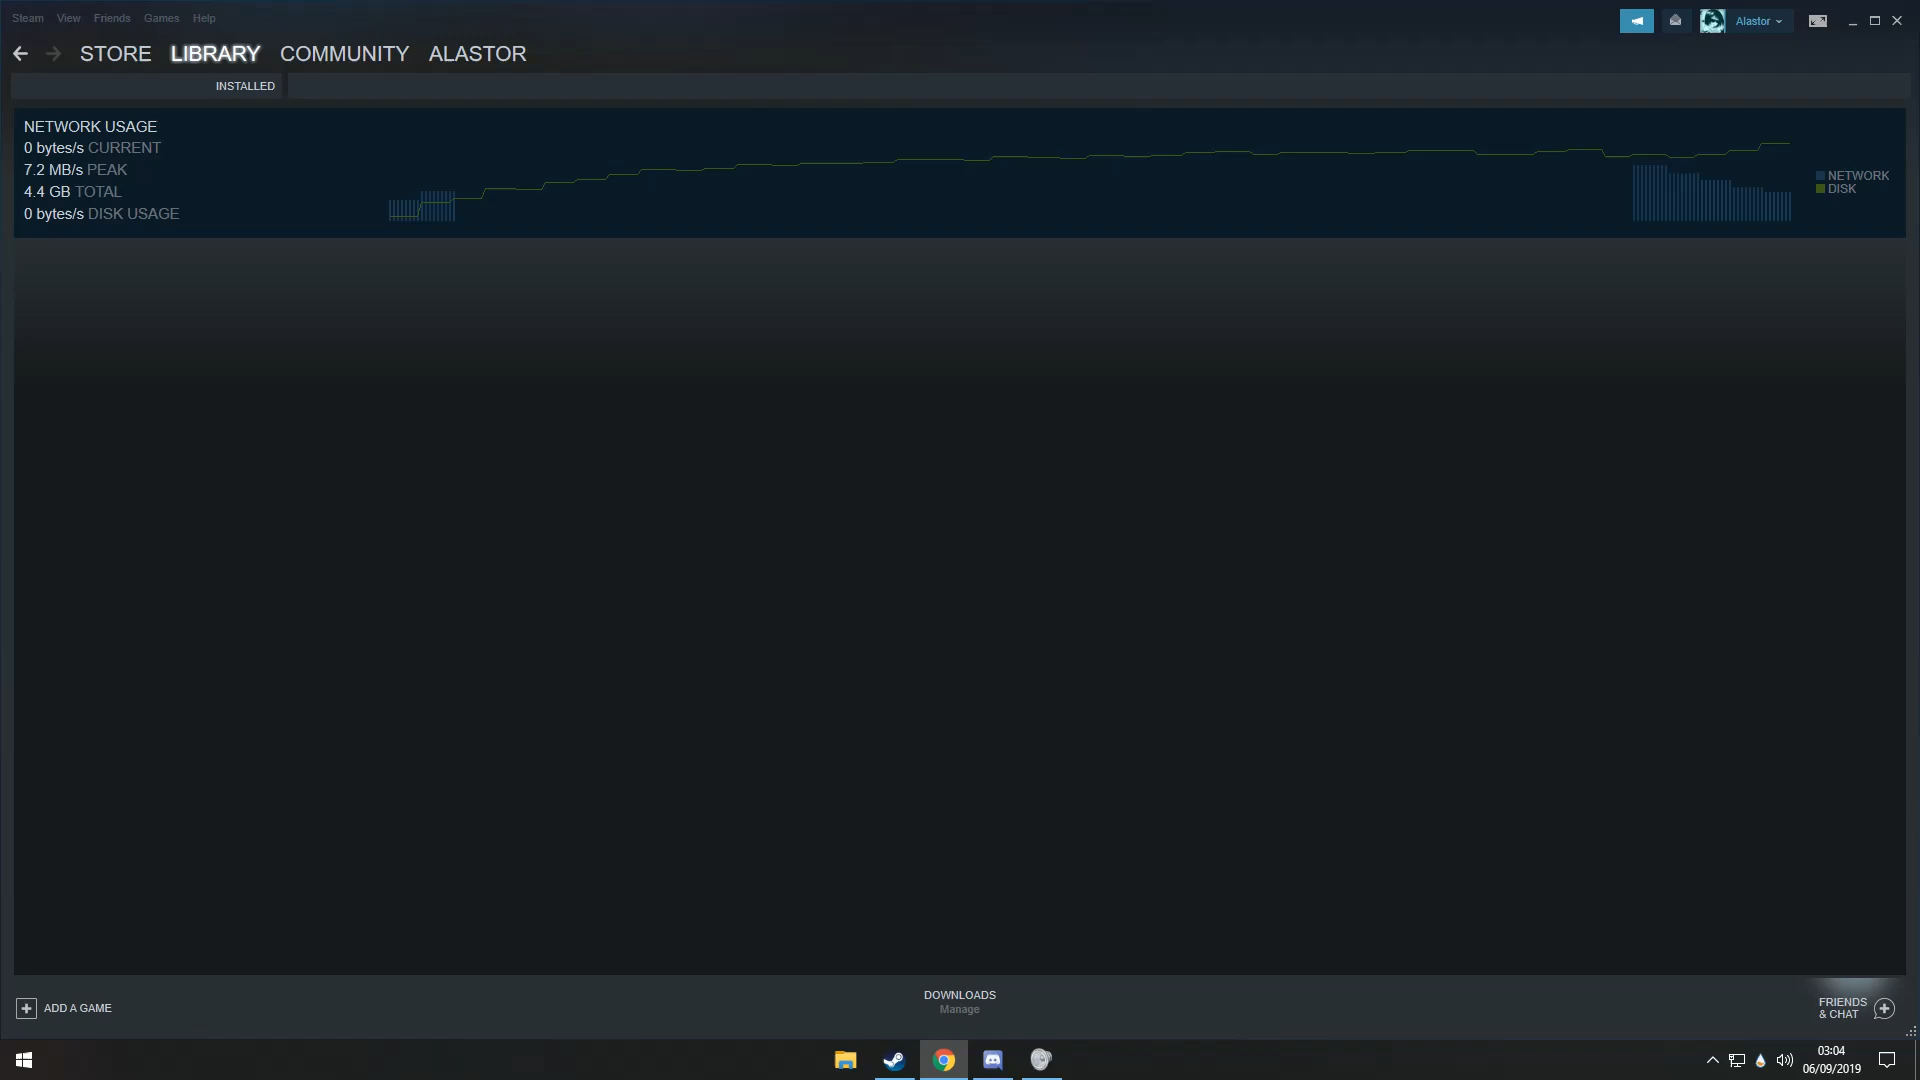 Steam View Friends Games Help
Alastor
STORE LIBRARY COMMUNITY ALASTOR
INSTALLED
NETWORK USAGE
0 bytes/s CURRENT
7.2 MB/s PEAK
4.4 GB TOTAL
0 bytes/s DISK USAGE
NETWORK
DISK
ADD A GAME
DOWNLOADS
Manage
FRIENDS
& CHAT
03:04
06/09/2019